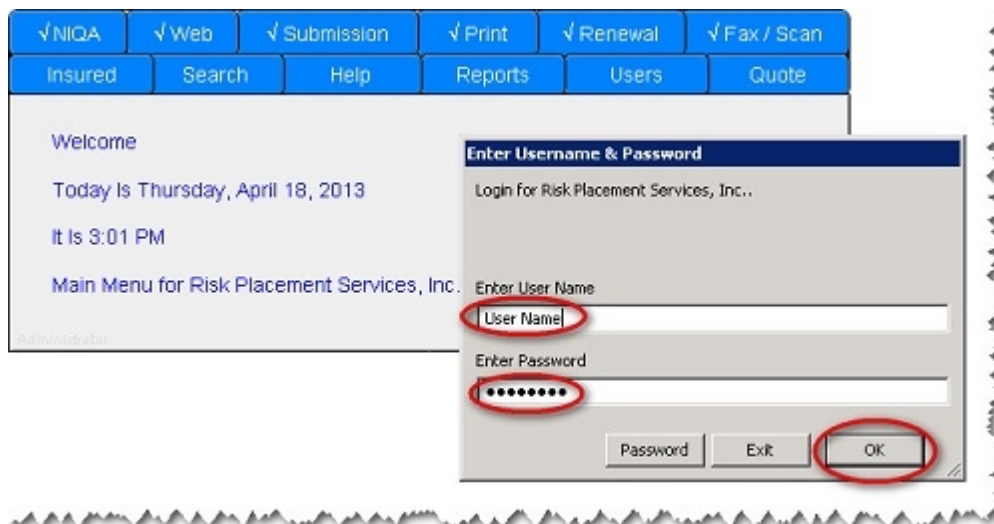 √ NIQA √ Web √ Submission √ Print √ Renewal √ Fax / Scan
Insured Search Help Reports Users Quote
Welcome
Today Is Thursday, April 18, 2013
It Is 3:01 PM
Main Menu for Risk Placement Services, Inc.
Administrator
Enter Username & Password
Login for Risk Placement Services, Inc..
Enter User Name
User Name
Enter Password
••••••••
Password Exit OK